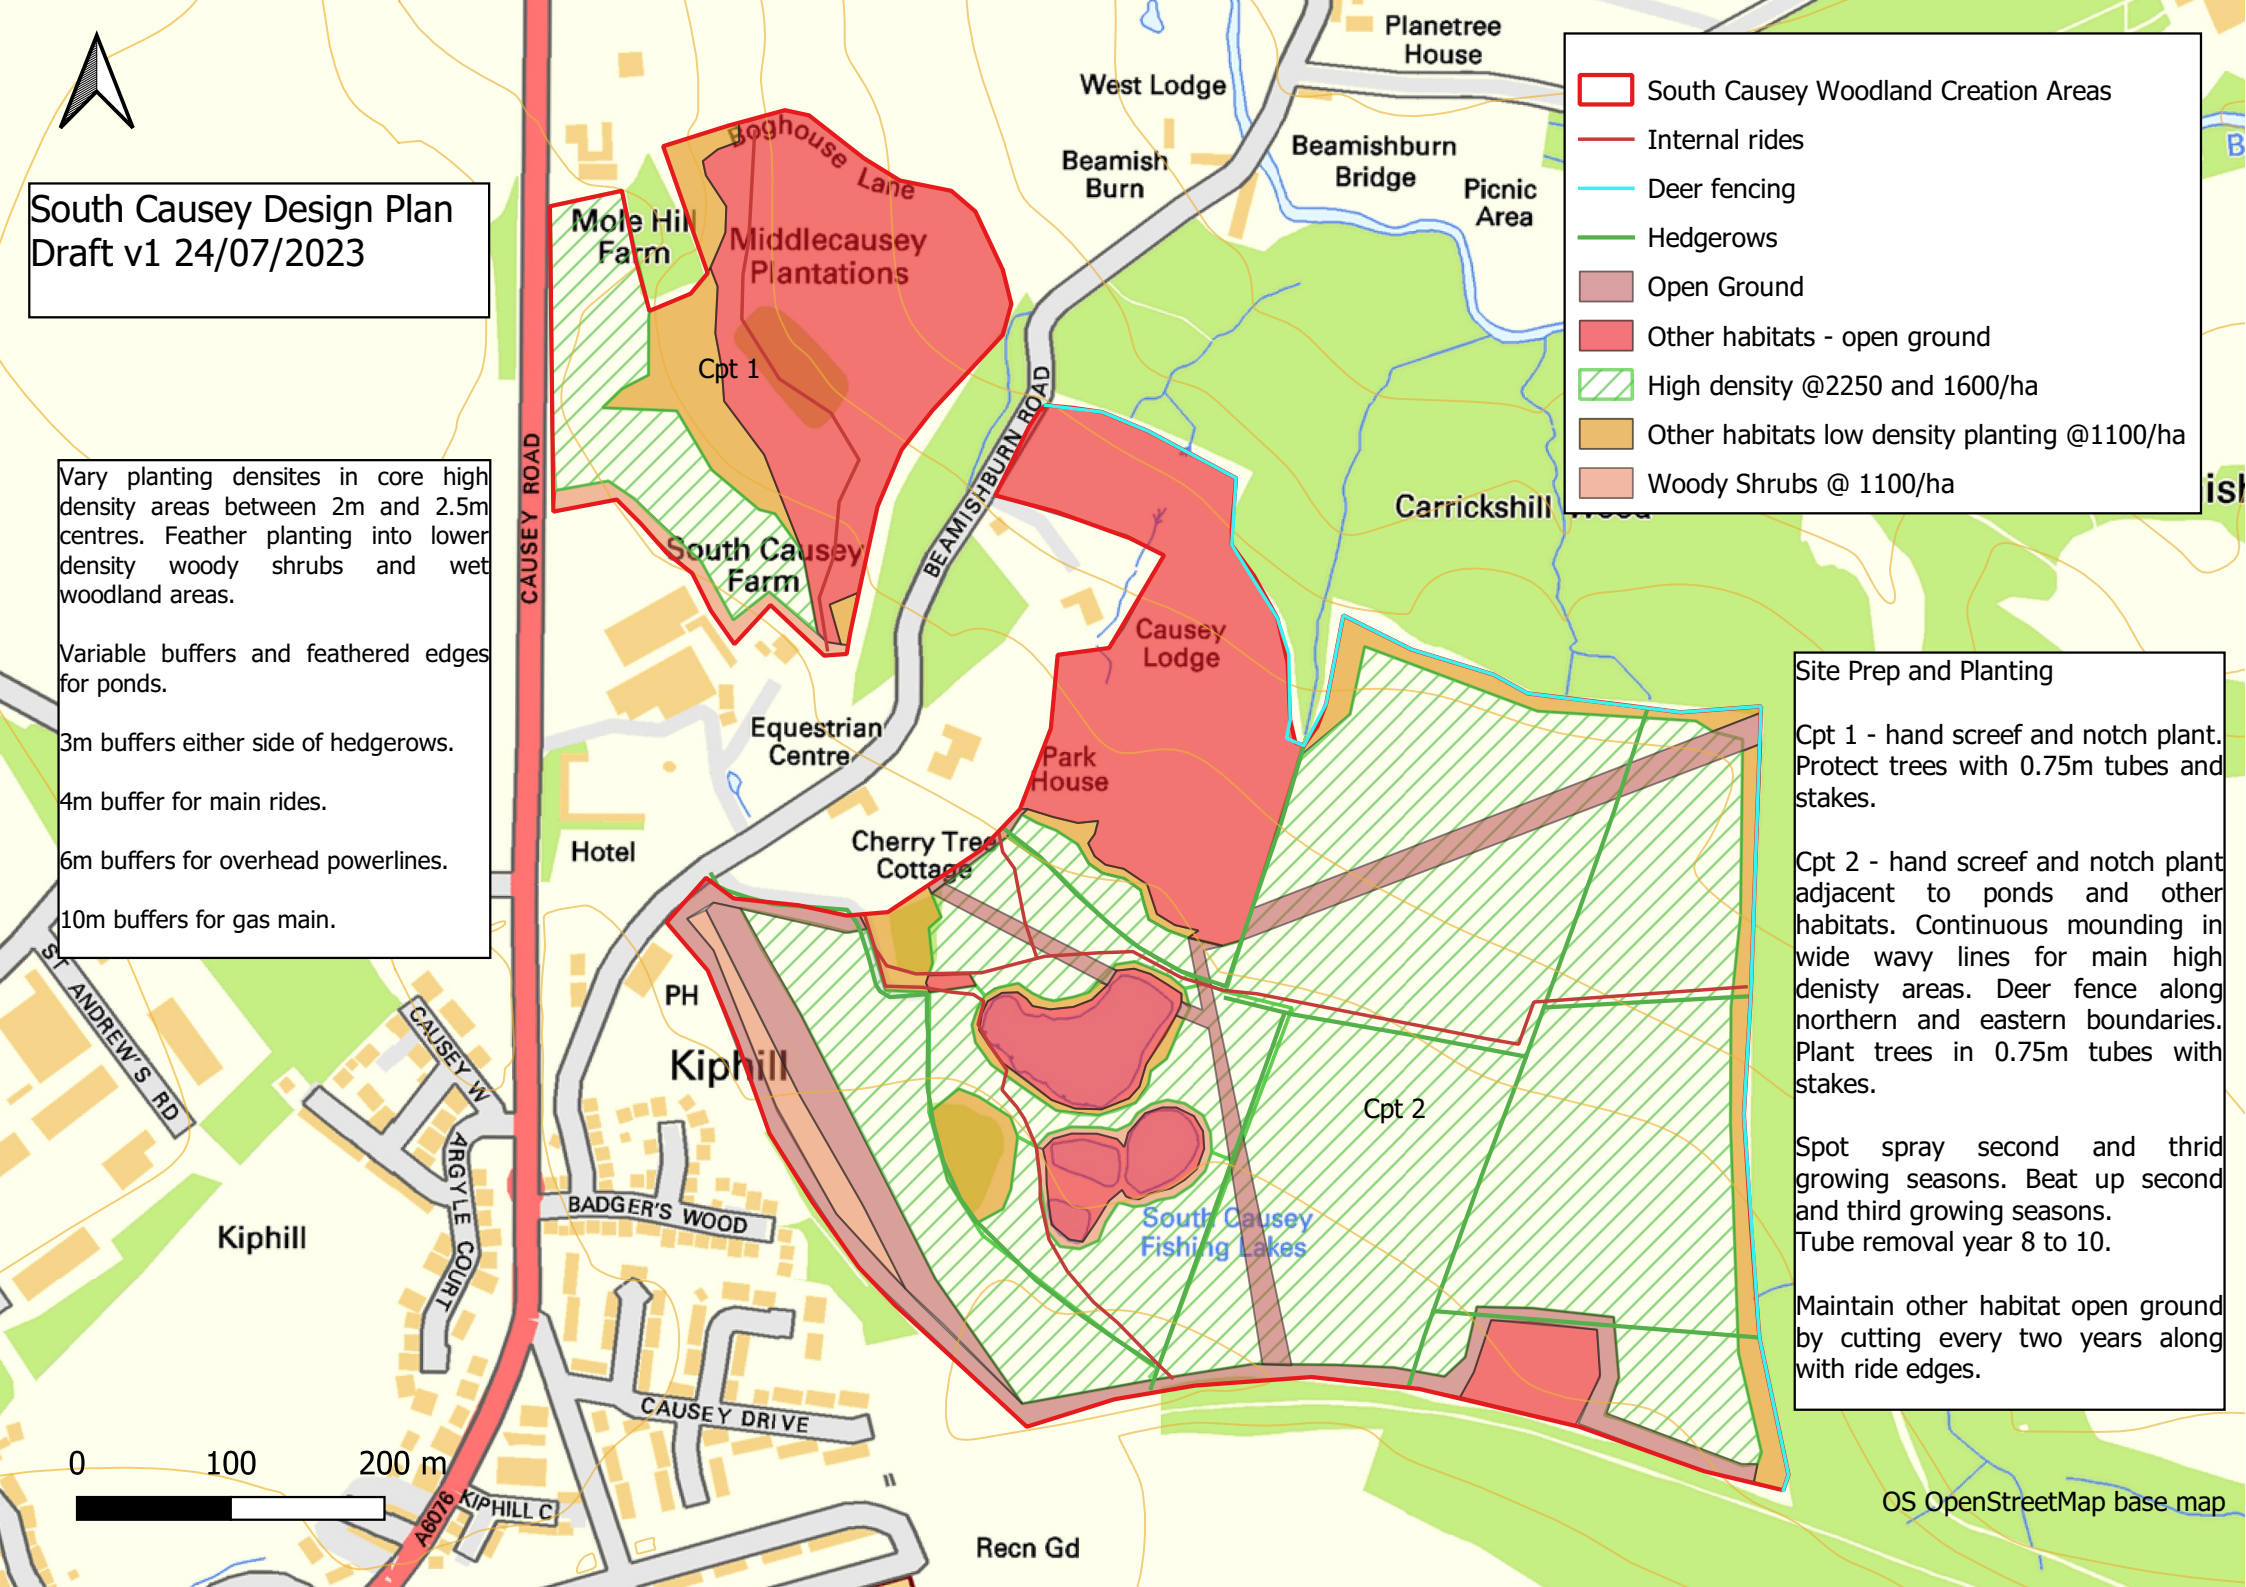 South Causey Design Plan
Draft v1 24/07/2023
Vary planting densites in core high
density areas between 2m and 2.5m
centres. Feather planting into lower
density woody shrubs and wet
woodland areas.
Variable buffers and feathered edges
for ponds.
3m buffers either side of hedgerows.
4m buffer for main rides.
6m buffers for overhead powerlines.
10m buffers for gas main.
South Causey Woodland Creation Areas
Internal rides
Deer fencing
Hedgerows
Open Ground
Other habitats - open ground
High density @2250 and 1600/ha
Other habitats low density planting @1100/ha
Woody Shrubs @ 1100/ha
Site Prep and Planting
Cpt 1 - hand screef and notch plant.
Protect trees with 0.75m tubes and
stakes.
Cpt 2 - hand screef and notch plant
adjacent to ponds and other
habitats. Continuous mounding in
wide wavy lines for main high
denisty areas. Deer fence along
northern and eastern boundaries.
Plant trees in 0.75m tubes with
stakes.
Spot spray second and thrid
growing seasons. Beat up second
and third growing seasons.
Tube removal year 8 to 10.
Maintain other habitat open ground
by cutting every two years along
with ride edges.
OS OpenStreetMap base map
Planetree
House
West Lodge
Beamish
Burn
Beamishburn
Bridge
Picnic
Area
B
Boghouse Lane
Mole Hill
Farm
Middlecausey
Plantations
Cpt 1
CAUSEY ROAD
BEAMISHBURN ROAD
Carrickshill Wood
ish
South Causey
Farm
Causey
Lodge
Equestrian
Centre
Park
House
Hotel
Cherry Tree
Cottage
PH
Kiphill
Cpt 2
ST ANDREW'S RD
CAUSEY W
ARGYLE COURT
BADGER'S WOOD
Kiphill
South Causey
Fishing Lakes
CAUSEY DRIVE
0 100 200 m
A6076
KIPHILL C
Recn Gd